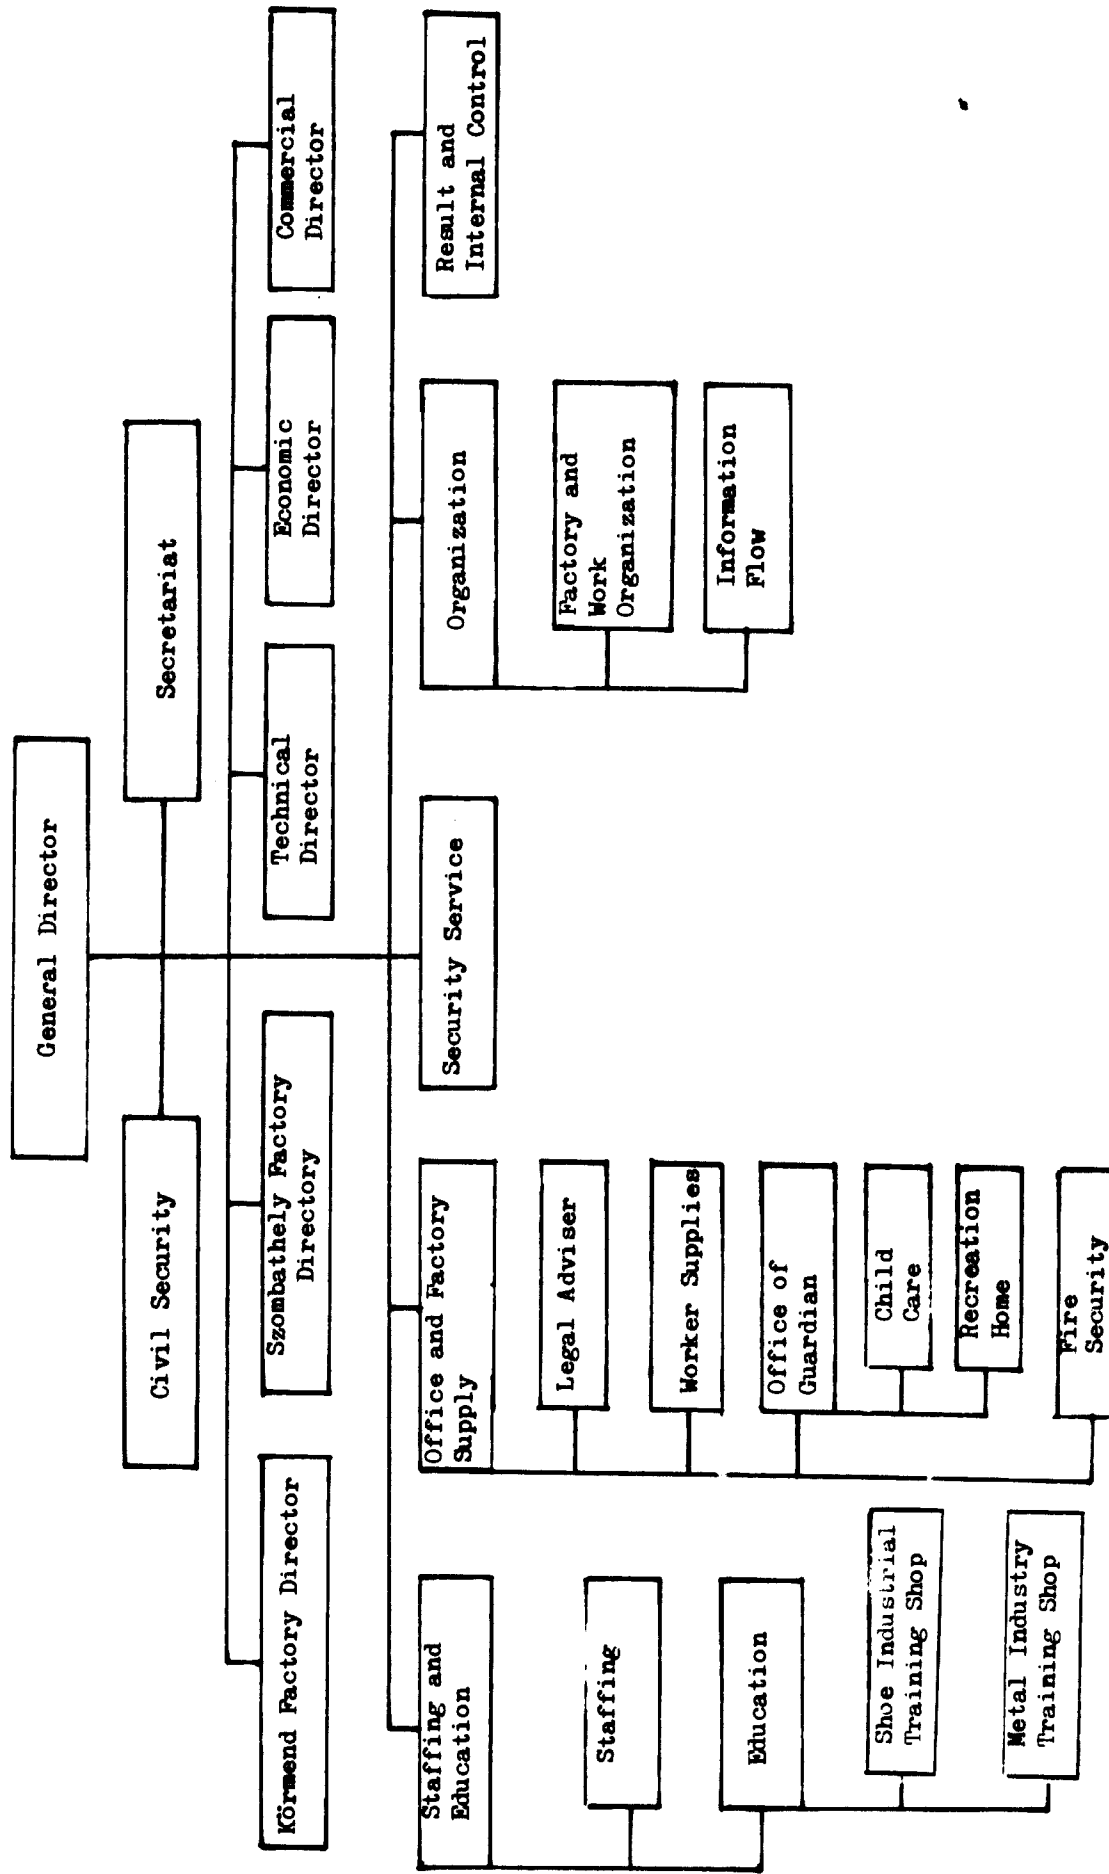 General Director
Civil Security
Secretariat
Körmend Factory Director
Szombathely Factory
Directory
Technical
Director
Economic
Director
Commercial
Director
Staffing and
Education
Office and Factory
Supply
Security Service
Organization
Result and
Internal Control
Staffing
Education
Shoe Industrial
Training Shop
Metal Industry
Training Shop
Legal Adviser
Worker Supplies
Office of
Guardian
Child
Care
Recreation
Home
Fire
Security
Factory and
Work
Organization
Information
Flow